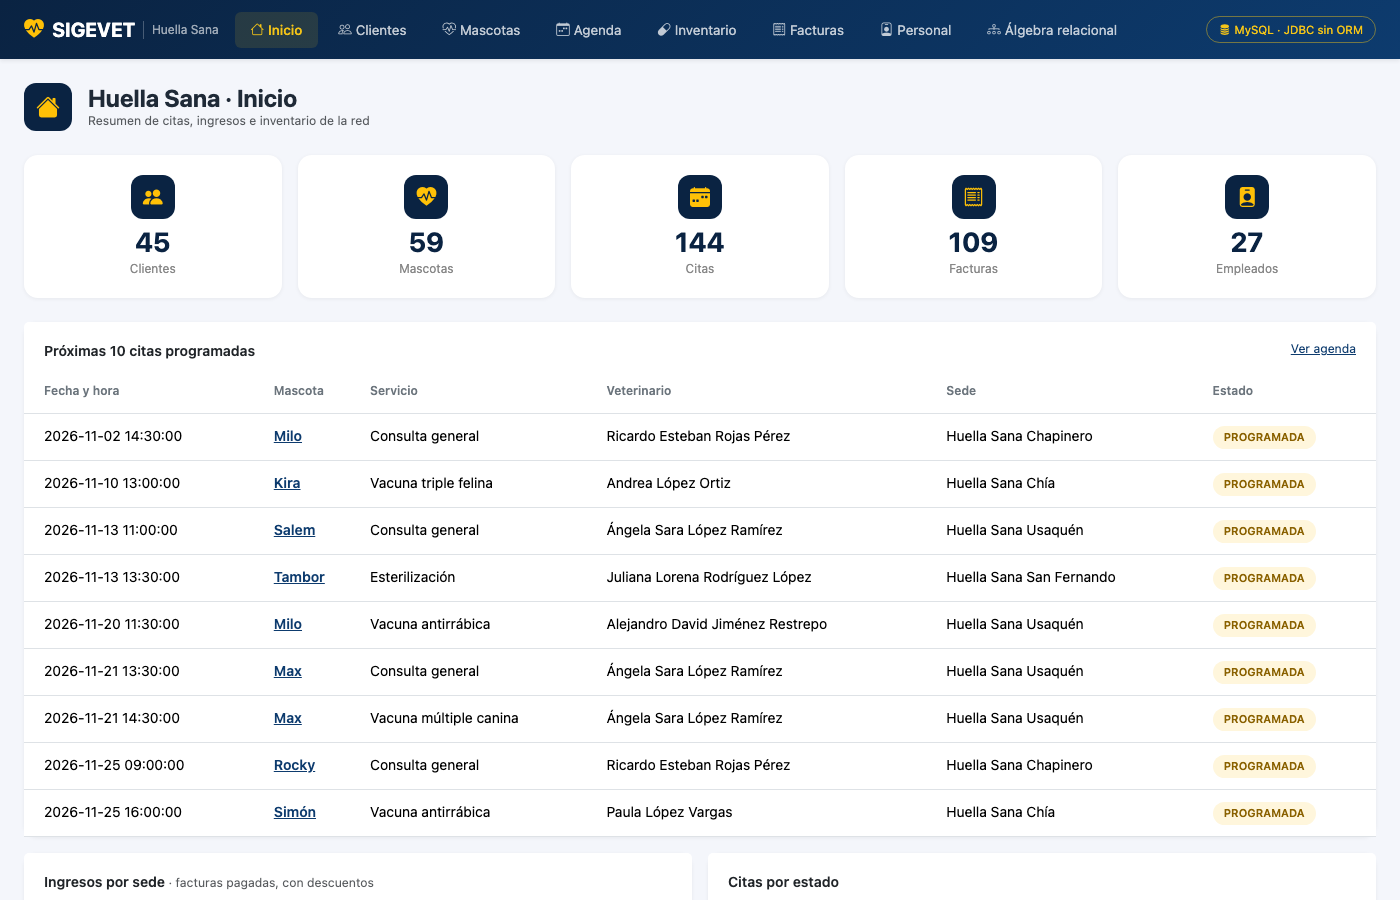 SIGEVET Huella Sana Inicio Clientes Mascotas Agenda Inventario Facturas Personal Álgebra relacional MySQL · JDBC sin ORM
Huella Sana · Inicio
Resumen de citas, ingresos e inventario de la red
45 59 144 109 27
Clientes Mascotas Citas Facturas Empleados
Próximas 10 citas programadas Ver agenda
Fecha y hora Mascota Servicio Veterinario Sede Estado
2026-11-02 14:30:00 Milo Consulta general Ricardo Esteban Rojas Pérez Huella Sana Chapinero PROGRAMADA
2026-11-10 13:00:00 Kira Vacuna triple felina Andrea López Ortiz Huella Sana Chía PROGRAMADA
2026-11-13 11:00:00 Salem Consulta general Ángela Sara López Ramírez Huella Sana Usaquén PROGRAMADA
2026-11-13 13:30:00 Tambor Esterilización Juliana Lorena Rodríguez López Huella Sana San Fernando PROGRAMADA
2026-11-20 11:30:00 Milo Vacuna antirrábica Alejandro David Jiménez Restrepo Huella Sana Usaquén PROGRAMADA
2026-11-21 13:30:00 Max Consulta general Ángela Sara López Ramírez Huella Sana Usaquén PROGRAMADA
2026-11-21 14:30:00 Max Vacuna múltiple canina Ángela Sara López Ramírez Huella Sana Usaquén PROGRAMADA
2026-11-25 09:00:00 Rocky Consulta general Ricardo Esteban Rojas Pérez Huella Sana Chapinero PROGRAMADA
2026-11-25 16:00:00 Simón Vacuna antirrábica Paula López Vargas Huella Sana Chía PROGRAMADA
Ingresos por sede · facturas pagadas, con descuentos Citas por estado